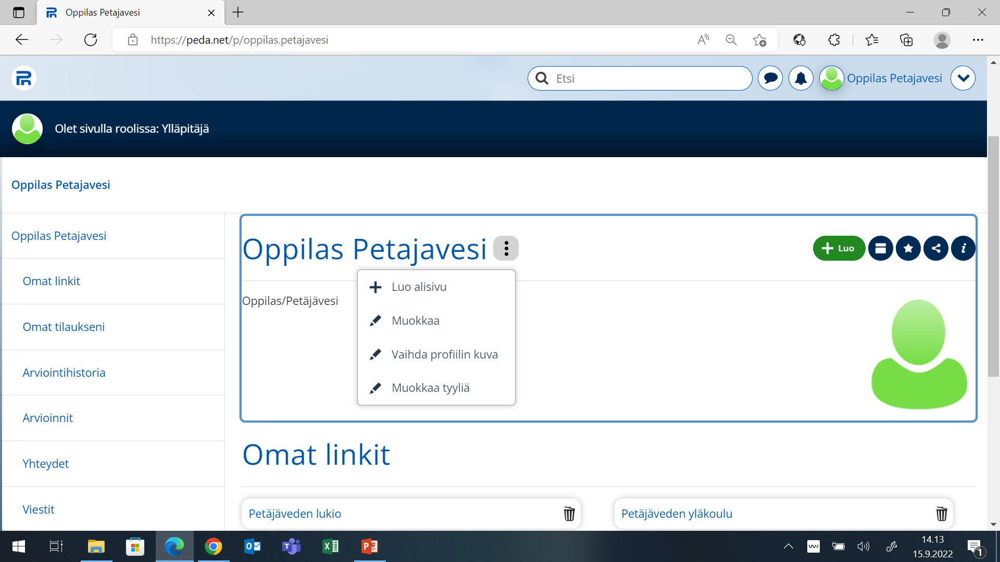 Oppilas Petajavesi
https://peda.net/p/oppilas.petajavesi
Etsi
Oppilas Petajavesi
Olet sivulla roolissa: Ylläpitäjä
Oppilas Petajavesi
Oppilas Petajavesi
Omat linkit
Omat tilaukseni
Arviointihistoria
Arvioinnit
Yhteydet
Viestit
Oppilas Petajavesi
Luo
Luo alisivu
Muokkaa
Vaihda profiilin kuva
Muokkaa tyyliä
Oppilas/Petäjävesi
Omat linkit
Petäjäveden lukio
Petäjäveden yläkoulu
14.13
15.9.2022
1